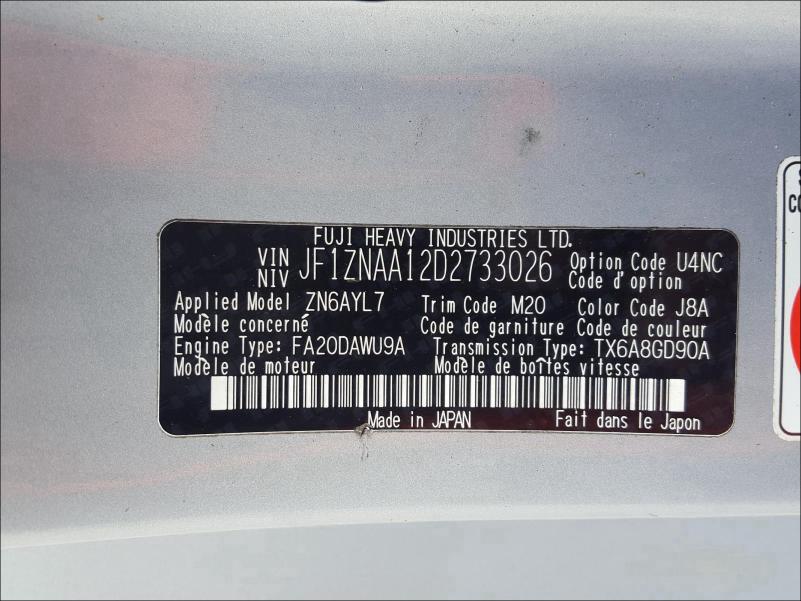 FUJI HEAVY INDUSTRIES LTD.
VIN NIV JF1ZNAA12D2733026 Option Code U4NC
Code d'option
Applied Model ZN6AYL7 Trim Code M20 Color Code J8A
Modèle concerné Code de garniture Code de couleur
Engine Type: FA20DAWU9A Transmission Type: TX6A8GD90A
Modèle de moteur Modèle de boîtes vitesse
Made in JAPAN Fait dans le Japon